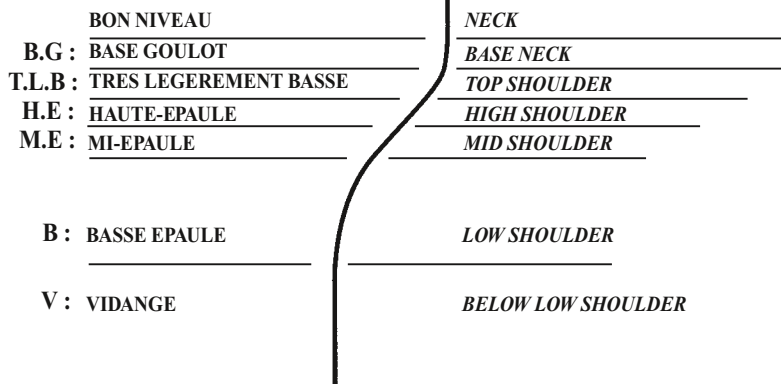 BON NIVEAU NECK
B.G : BASE GOULOT BASE NECK
T.L.B : TRES LEGEREMENT BASSE TOP SHOULDER
H.E : HAUTE-EPAULE HIGH SHOULDER
M.E : MI-EPAULE MID SHOULDER
B : BASSE EPAULE LOW SHOULDER
V : VIDANGE BELOW LOW SHOULDER